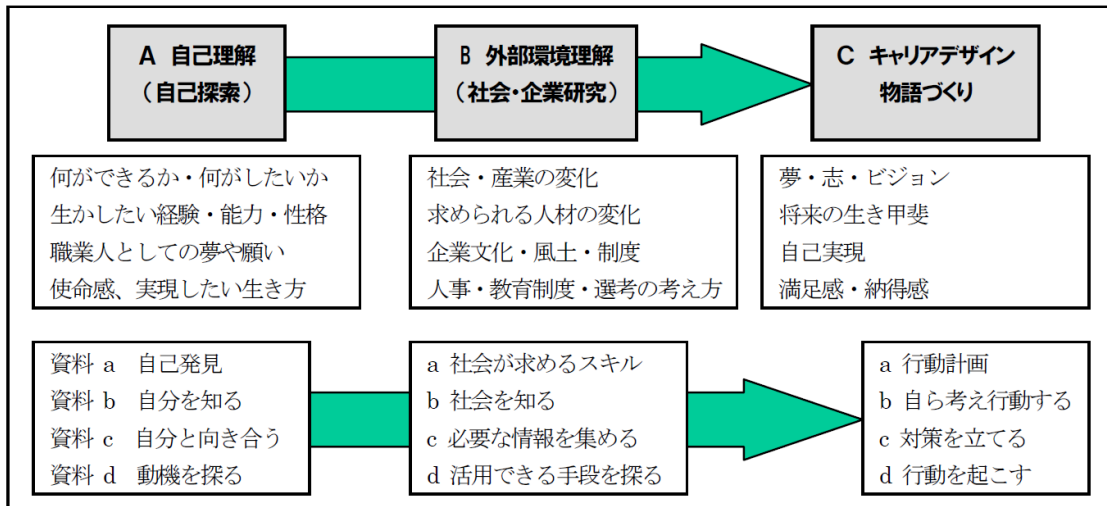 A 自己理解
（自己探索）
B 外部環境理解
（社会・企業研究）
C キャリアデザイン
物語づくり
何ができるか・何がしたいか
生かしたい経験・能力・性格
職業人としての夢や願い
使命感、実現したい生き方
社会・産業の変化
求められる人材の変化
企業文化・風土・制度
人事・教育制度・選考の考え方
夢・志・ビジョン
将来の生き甲斐
自己実現
満足感・納得感
資料 a 自己発見
資料 b 自分を知る
資料 c 自分と向き合う
資料 d 動機を探る
a 社会が求めるスキル
b 社会を知る
c 必要な情報を集める
d 活用できる手段を探る
a 行動計画
b 自ら考え行動する
c 対策を立てる
d 行動を起こす